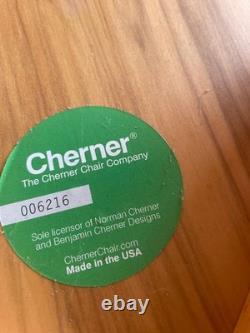 Cherner®
The Cherner Chair Company
006216
Sole licensor of Norman Cherner
and Benjamin Cherner Designs
ChernerChair.com
Made in the USA